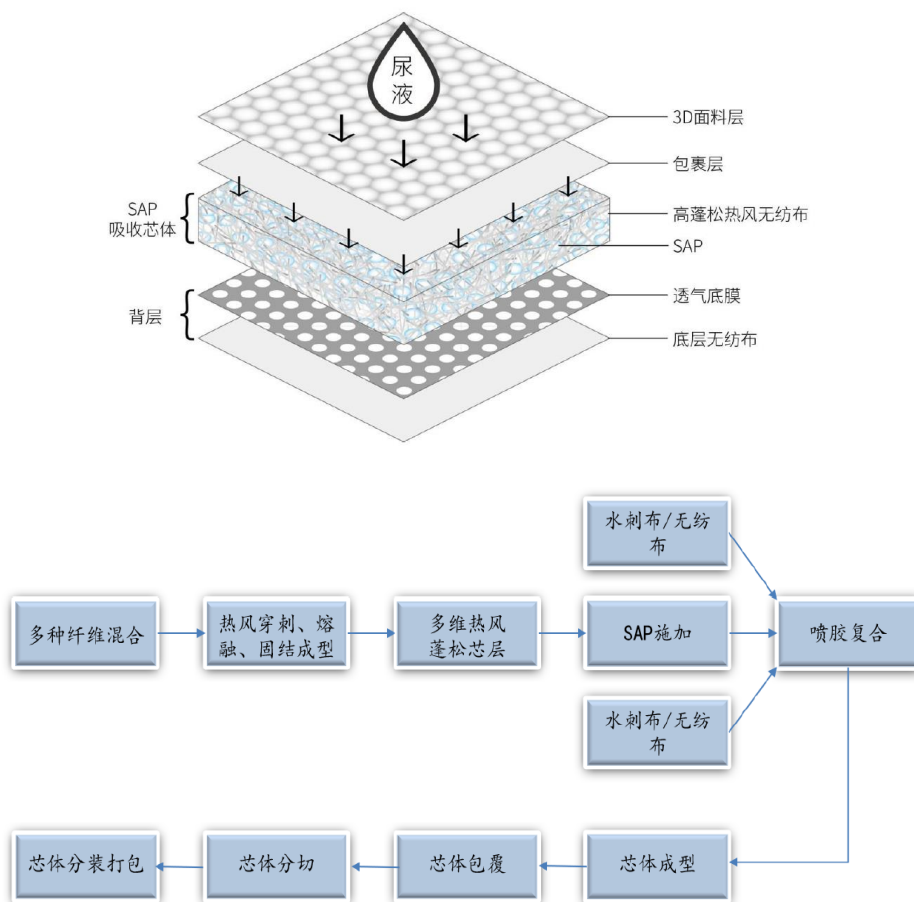 尿
液
3D面料层
包裹层
SAP
吸收芯体
高蓬松热风无纺布
SAP
透气底膜
背层
底层无纺布
水刺布/无纺
布
多种纤维混合
热风穿刺、熔
融、固结成型
多维热风
蓬松芯层
SAP施加
喷胶复合
水刺布/无纺
布
芯体分装打包
芯体分切
芯体包覆
芯体成型